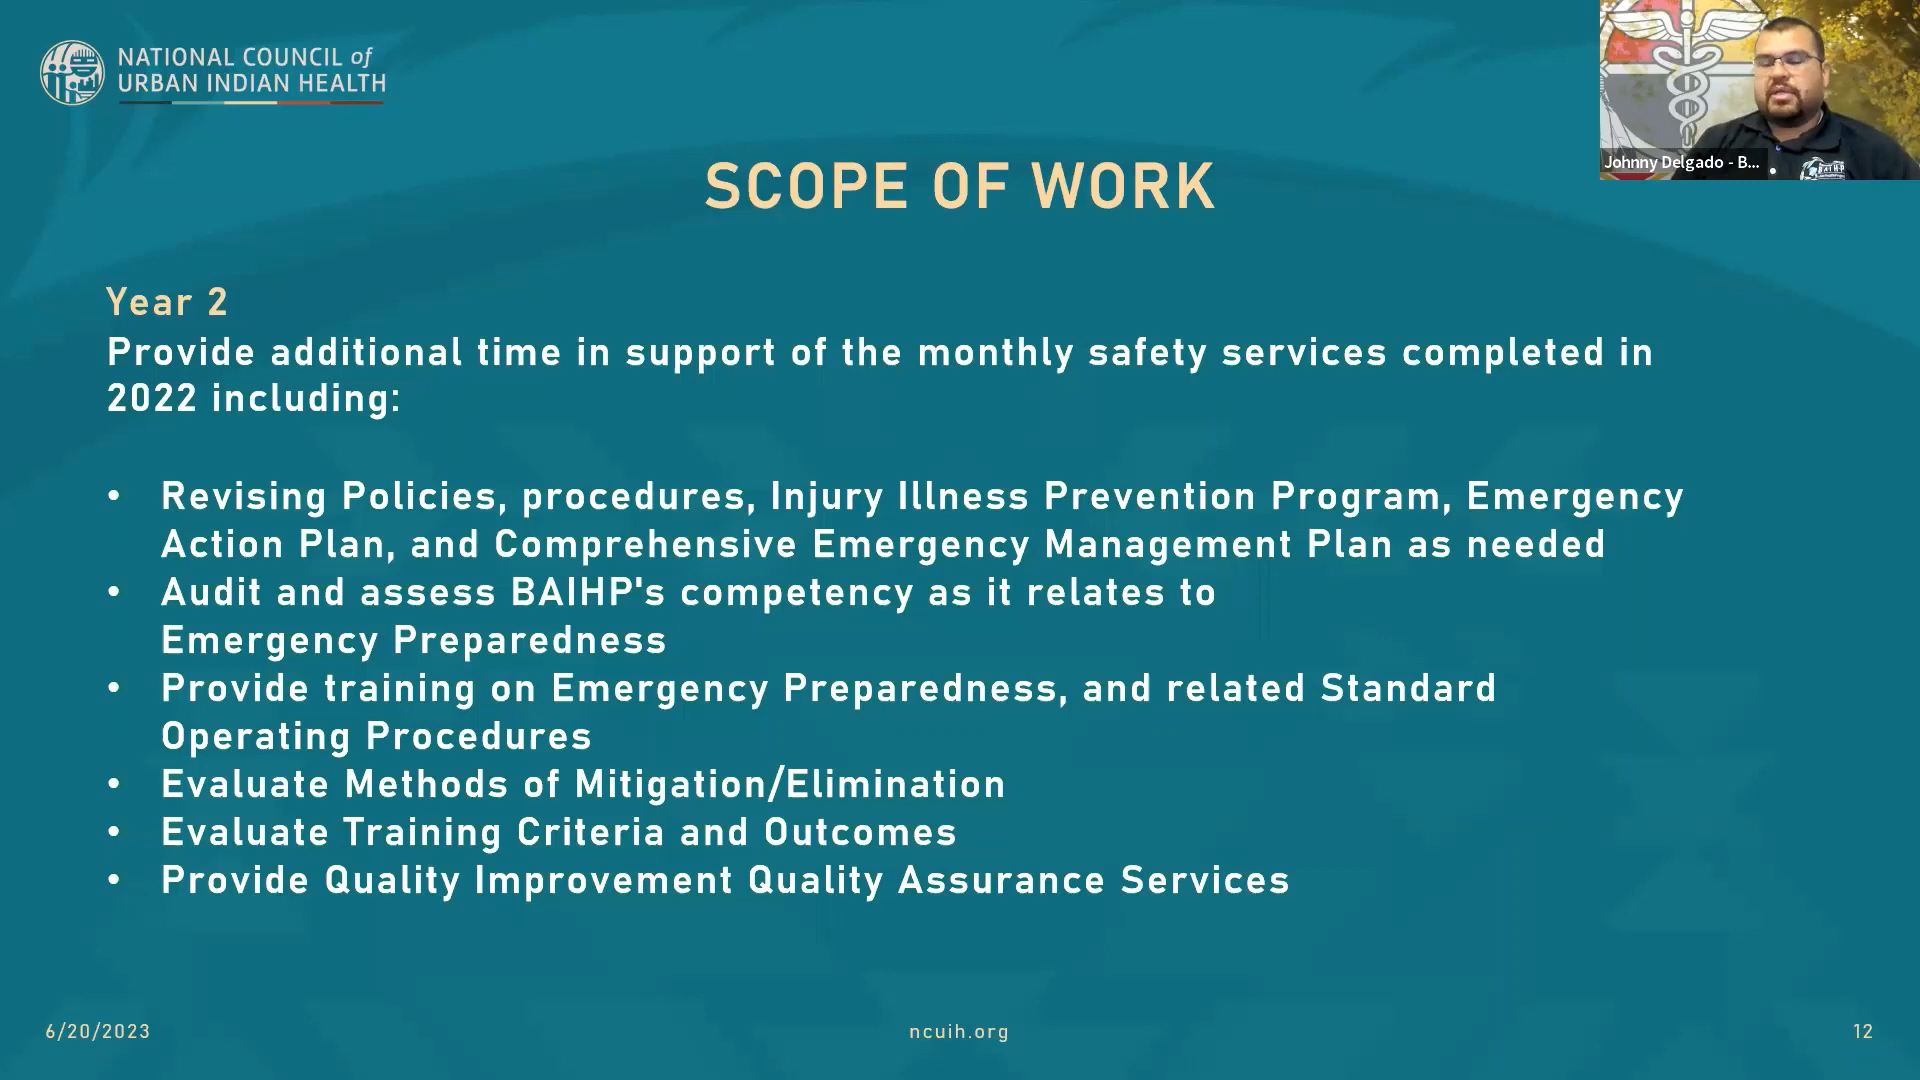 NATIONAL COUNCIL of
URBAN INDIAN HEALTH
Johnny Delgado - B...
SCOPE OF WORK
Year 2
Provide additional time in support of the monthly safety services completed in
2022 including:
• Revising Policies, procedures, Injury Illness Prevention Program, Emergency
Action Plan, and Comprehensive Emergency Management Plan as needed
• Audit and assess BAIHP's competency as it relates to
Emergency Preparedness
• Provide training on Emergency Preparedness, and related Standard
Operating Procedures
• Evaluate Methods of Mitigation/Elimination
• Evaluate Training Criteria and Outcomes
• Provide Quality Improvement Quality Assurance Services
6/20/2023
ncuih.org
12